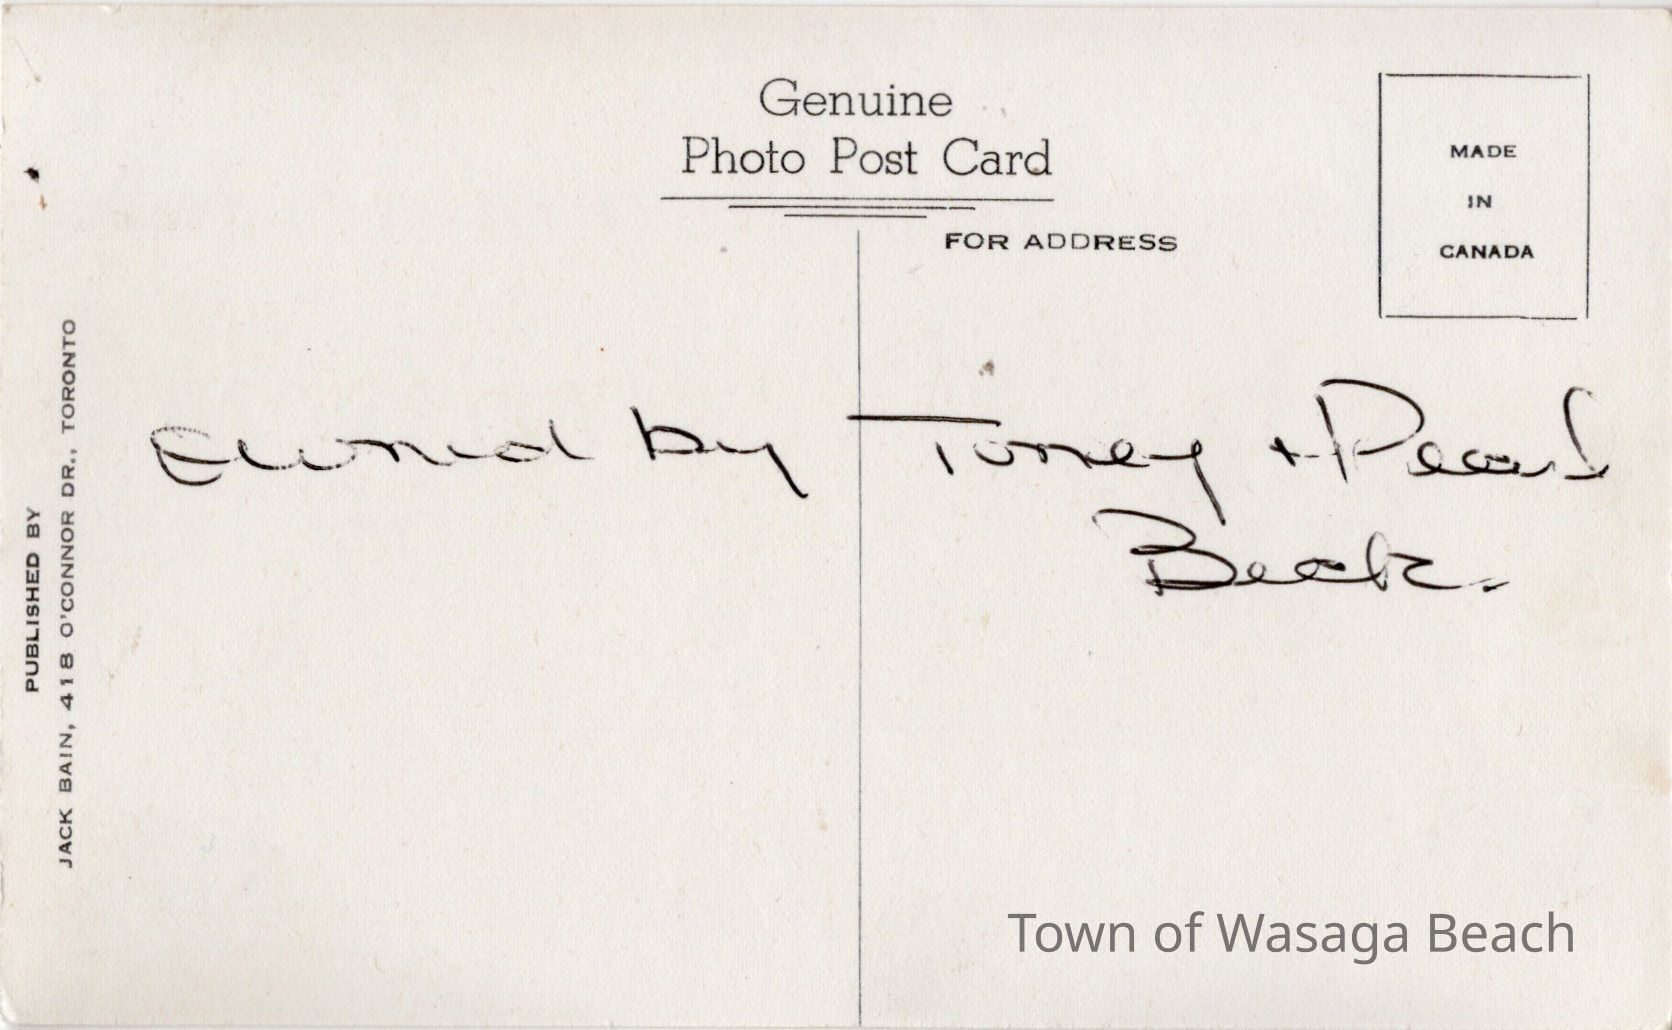 Genuine
Photo Post Card
FOR ADDRESS
MADE
IN
CANADA
PUBLISHED BY
JACK BAIN, 418 O'CONNOR DR., TORONTO
Owned by Toney + Pearl
Beck.
Town of Wasaga Beach